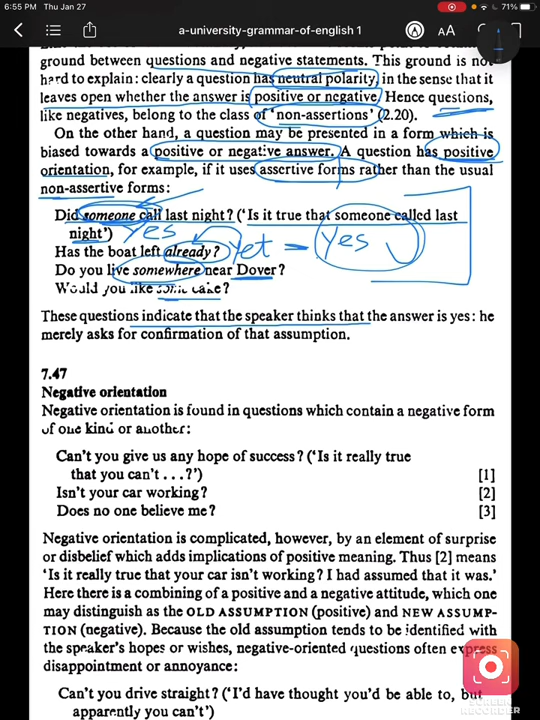 6:55 PM Thu Jan 27
71%
a-university-grammar-of-english 1
AA
ground between questions and negative statements. This ground is not
hard to explain: clearly a question has neutral polarity, in the sense that it
leaves open whether the answer is positive or negative. Hence questions,
like negatives, belong to the class of 'non-assertions' (2.20).
On the other hand, a question may be presented in a form which is
biased towards a positive or negative answer. A question has positive
orientation, for example, if it uses assertive forms rather than the usual
non-assertive forms:
Did someone call last night? ('Is it true that someone called last
night') Yes
Has the boat left already? yet = yes
Do you live somewhere near Dover?
Would you like some cake?
These questions indicate that the speaker thinks that the answer is yes: he
merely asks for confirmation of that assumption.
7.47
Negative orientation
Negative orientation is found in questions which contain a negative form
of one kind or another:
Can't you give us any hope of success? ('Is it really true
that you can't . . .?') [1]
Isn't your car working? [2]
Does no one believe me? [3]
Negative orientation is complicated, however, by an element of surprise
or disbelief which adds implications of positive meaning. Thus [2] means
'Is it really true that your car isn't working? I had assumed that it was.'
Here there is a combining of a positive and a negative attitude, which one
may distinguish as the OLD ASSUMPTION (positive) and NEW ASSUMP-
TION (negative). Because the old assumption tends to be identified with
the speaker's hopes or wishes, negative-oriented questions often express
disappointment or annoyance:
Can't you drive straight? ('I'd have thought you'd be able to, but
apparently you can't')
SCREEN
RECORDER